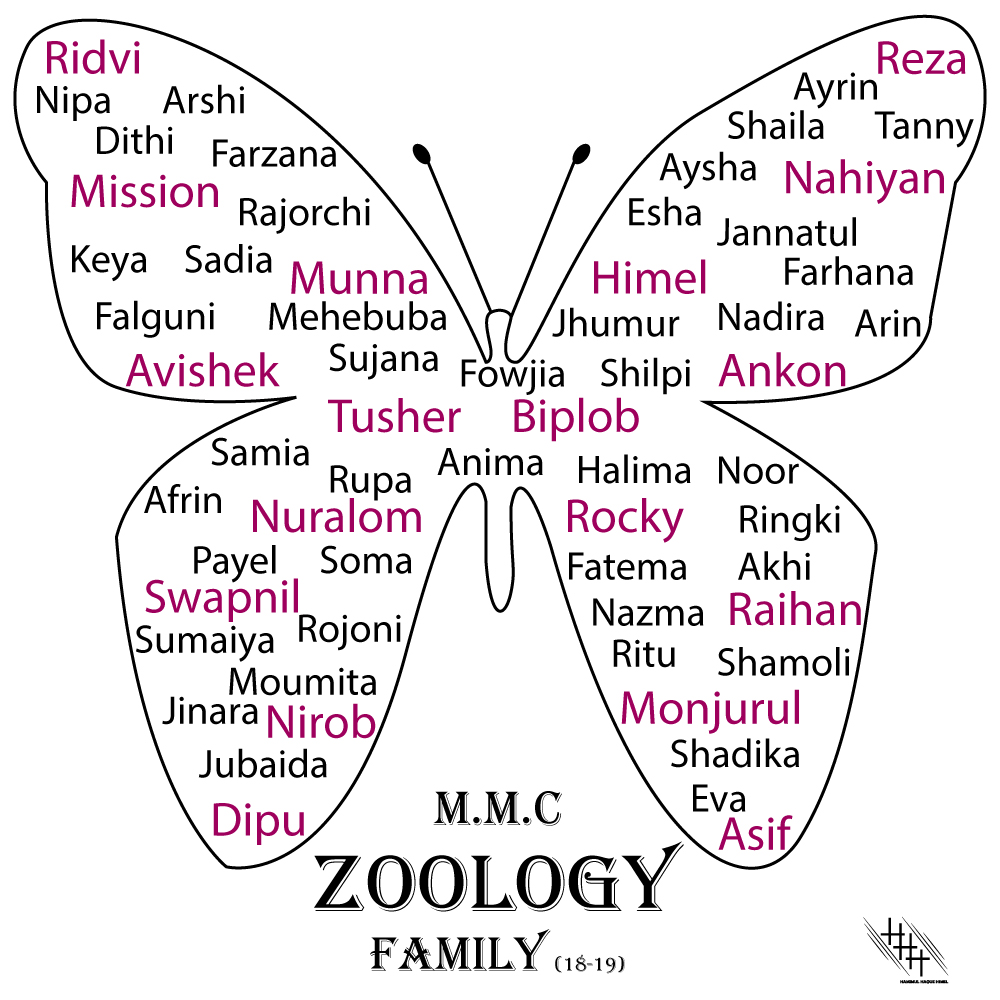 Ridvi
Nipa Arshi
Dithi Farzana
Mission
Rajorchi
Keya Sadia
Munna
Falguni Mehebuba
Avishek Sujana
Reza
Ayrin
Shaila Tanny
Aysha Nahiyan
Esha
Jannatul
Himel Farhana
Jhumur Nadira Arin
Fowjia Shilpi Ankon
Tusher Biplob
Anima
Samia
Rupa
Afrin
Nuralom
Payel Soma
Swapnil
Sumaiya Rojoni
Moumita
Jinara Nirob
Jubaida
Dipu
Halima Noor
Rocky Ringki
Fatema Akhi
Nazma Raihan
Ritu Shamoli
Monjurul
Shadika
Eva
Asif
M.M.C
ZOOLOGY
FAMILY (18-19)
HAMIMUL HAQUE HIMEL